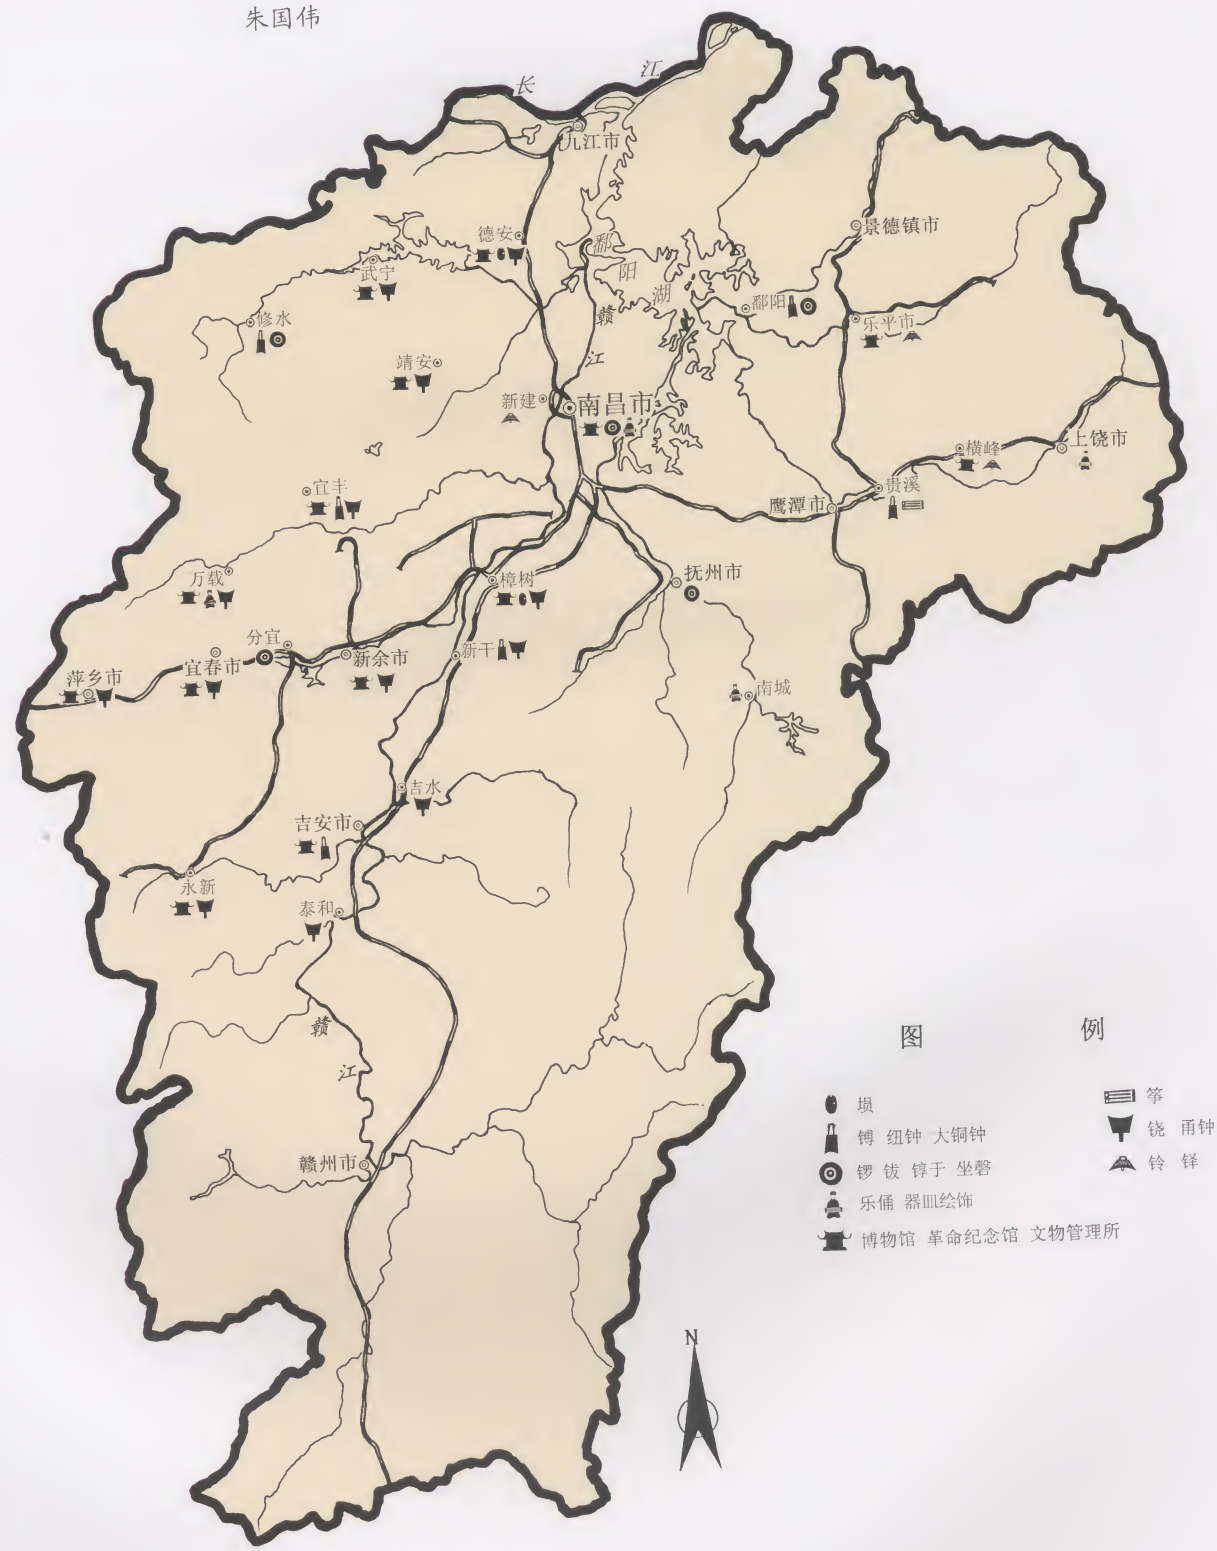 朱国伟
长
江
九江市
景德镇市
德安
鄱
阳
湖
武宁
鄱阳
修水
赣
江
乐平市
靖安
新建
南昌市
横峰
上饶市
宜丰
贵溪
鹰潭市
万载
樟树
抚州市
分宜
新干
宜春市
新余市
萍乡市
南城
吉水
吉安市
永新
泰和
赣
江
赣州市
图 例
埙
镈 纽钟 大铜钟
锣 钹 錞于 坐磬
乐俑 器皿绘饰
博物馆 革命纪念馆 文物管理所
筝
铙 甬钟
铃 铎
N